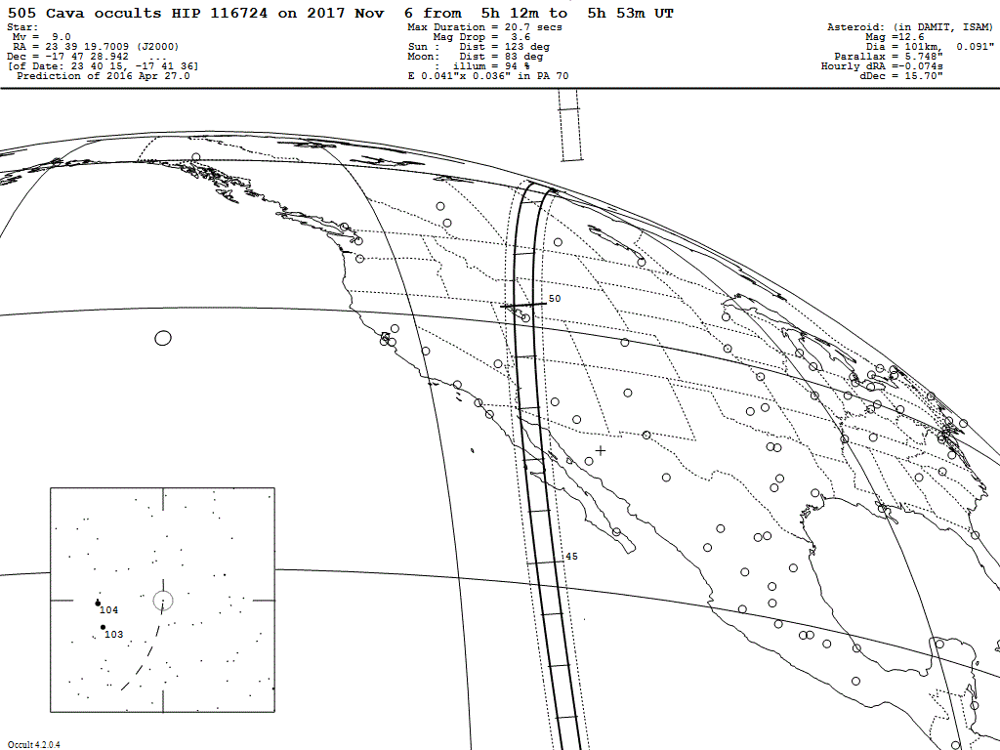 505 Cava occults HIP 116724 on 2017 Nov  6 from  5h 12m to  5h 53m UT
Star:
Mv =  9.0
RA = 23 39 19.7009 (J2000)
Dec = -17 47 28.942   ...
[of Date: 23 40 15, -17 41 36]
Prediction of 2016 Apr 27.0
Max Duration = 20.7 secs
Mag Drop =  3.6
Sun :   Dist = 123 deg
Moon:   Dist = 83 deg
:  illum = 94 %
E 0.041"x 0.036" in PA 70
Asteroid: (in DAMIT, ISAM)
Mag =12.6
Dia = 101km,  0.091"
Parallax = 5.748"
Hourly dRA =-0.074s
dDec = 15.70"
50
45
104
103
Occult 4.2.0.4